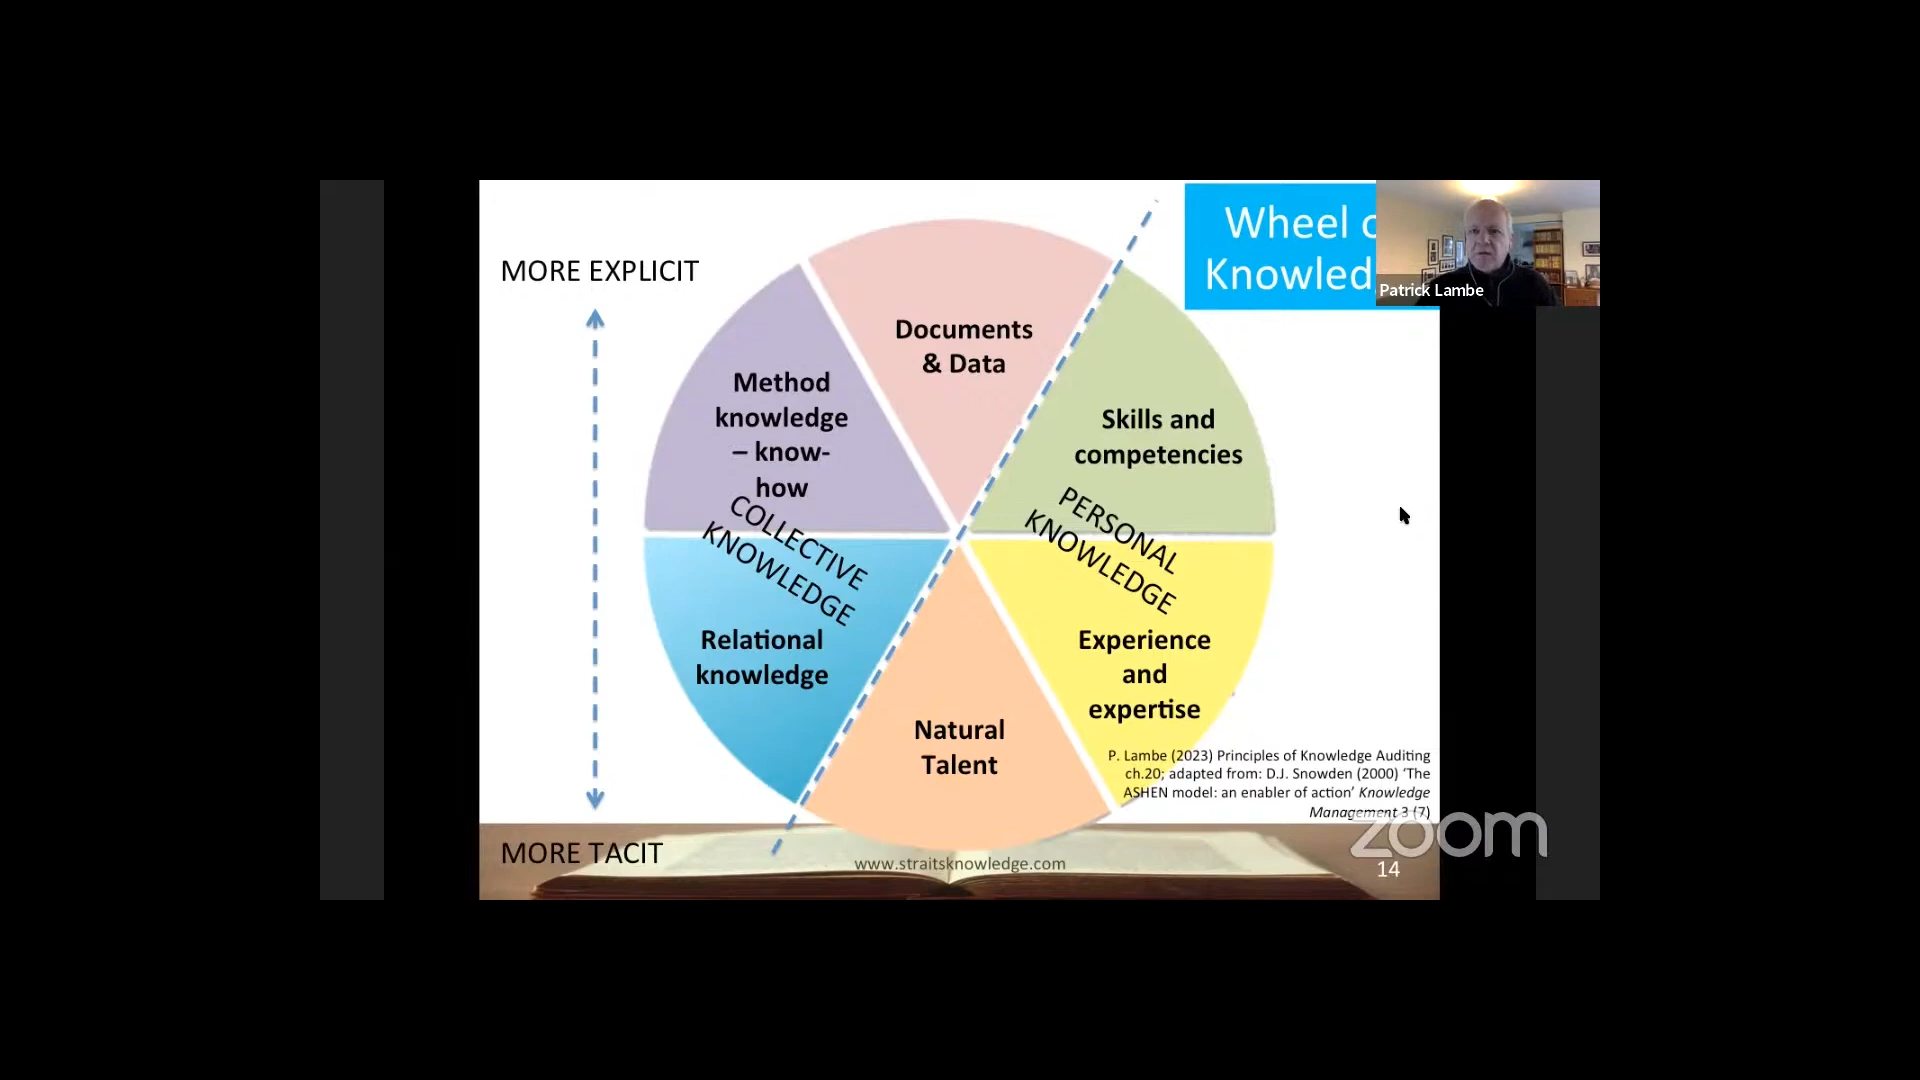 Wheel
Knowled
Patrick Lambe
MORE EXPLICIT
Documents
& Data
Method
knowledge
– know-
how
Skills and
competencies
COLLECTIVE
KNOWLEDGE
PERSONAL
KNOWLEDGE
Relational
knowledge
Experience
and
expertise
Natural
Talent
P. Lambe (2023) Principles of Knowledge Auditing
ch.20; adapted from: D.J. Snowden (2000) ‘The
ASHEN model: an enabler of action’ Knowledge
Management 3 (7)
zoom
MORE TACIT
www.straitsknowledge.com
14